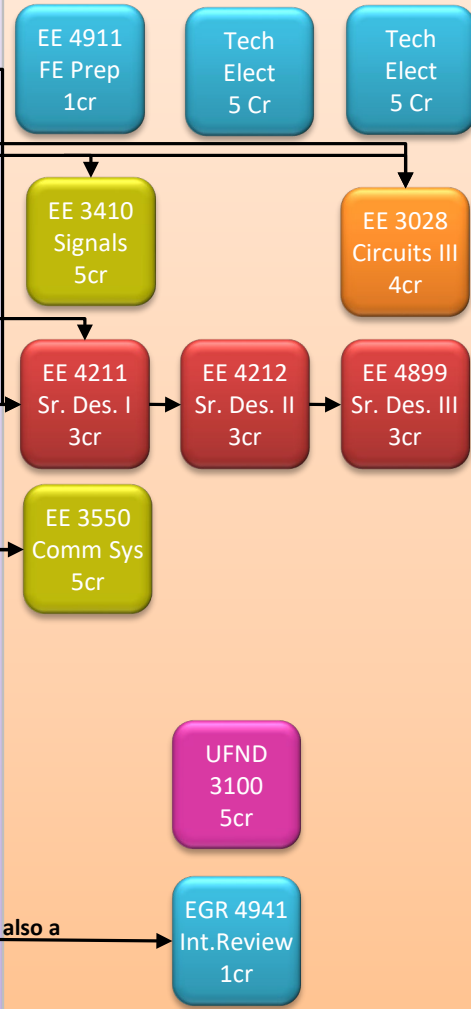 EE 4911
FE Prep
1cr
Tech
Elect
5 Cr
Tech
Elect
5 Cr
EE 3410
Signals
5cr
EE 3028
Circuits III
4cr
EE 4211
Sr. Des. I
3cr
EE 4212
Sr. Des. II
3cr
EE 4899
Sr. Des. III
3cr
EE 3550
Comm Sys
5cr
UFND
3100
5cr
also a
EGR 4941
Int.Review
1cr